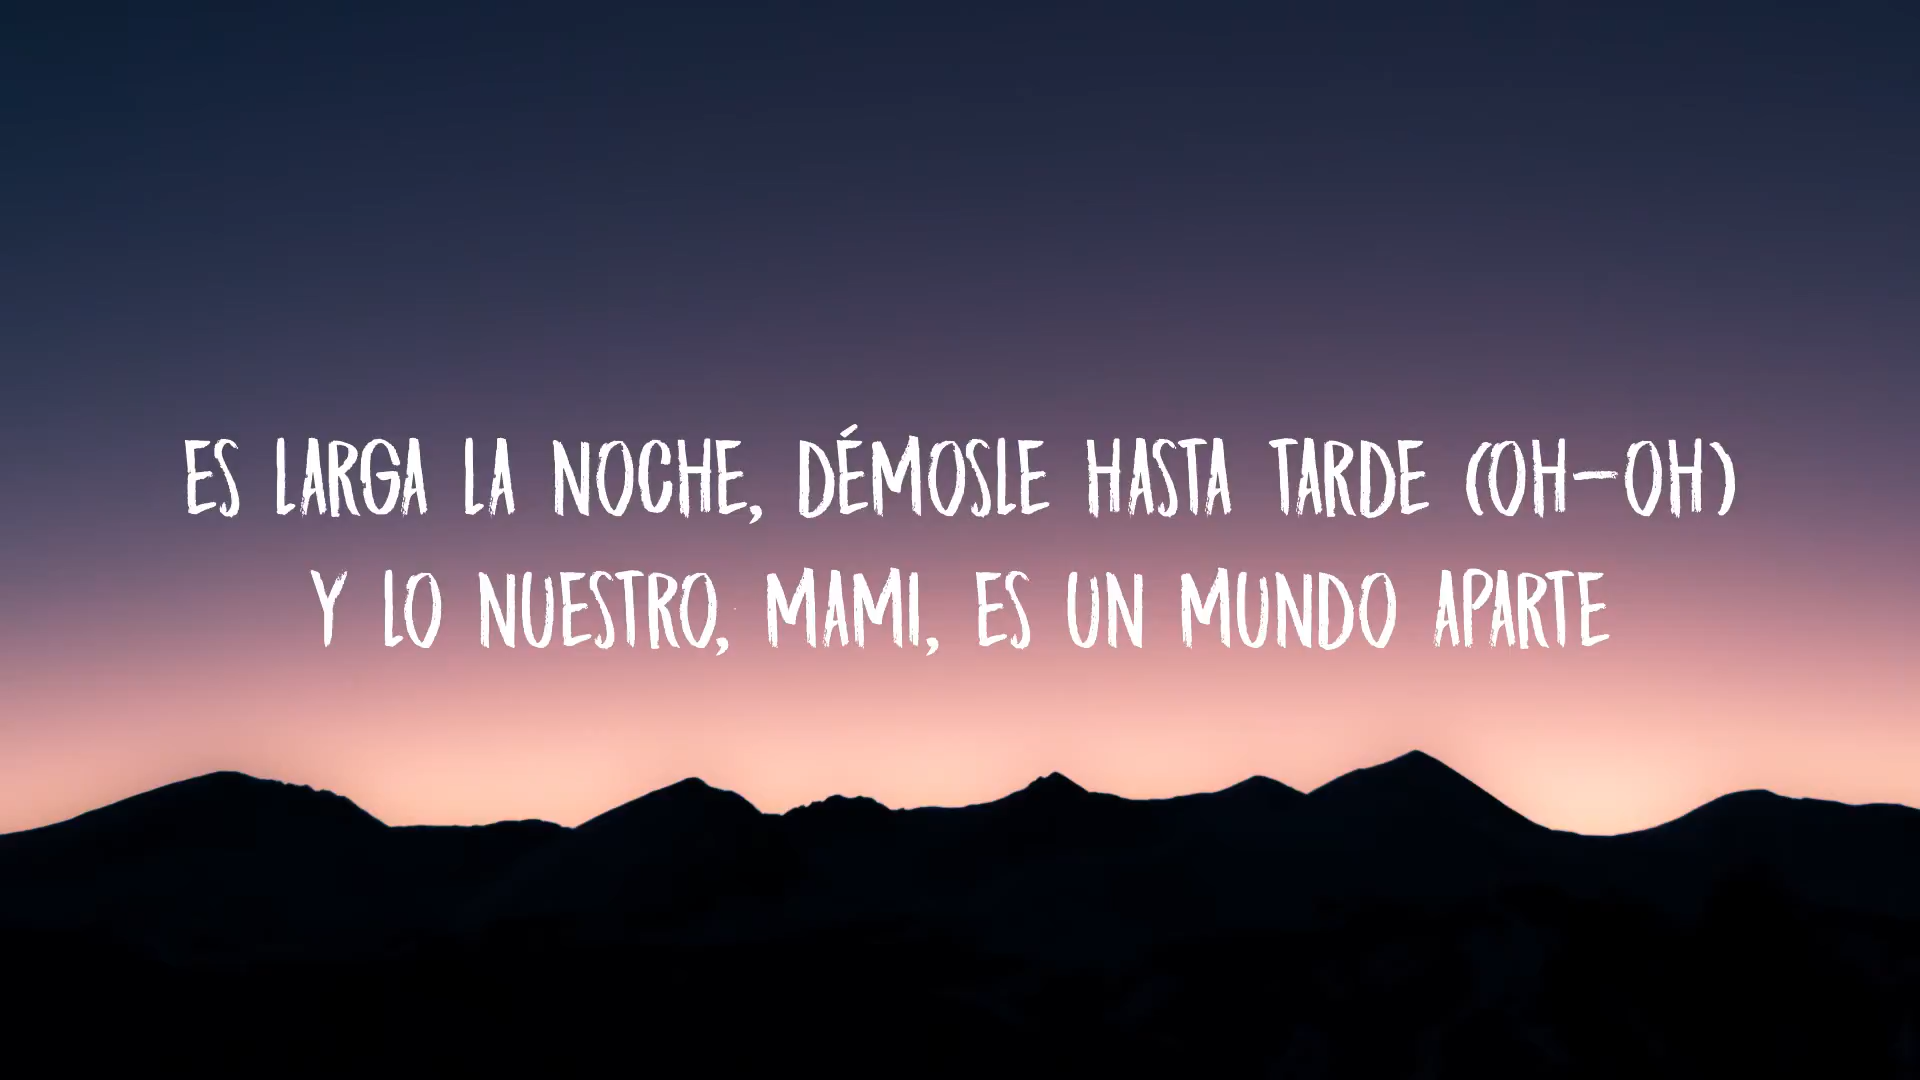 ES LARGA LA NOCHE, DÉMOSLE HASTA TARDE (OH-OH)
Y LO NUESTRO, MAMI, ES UN MUNDO APARTE